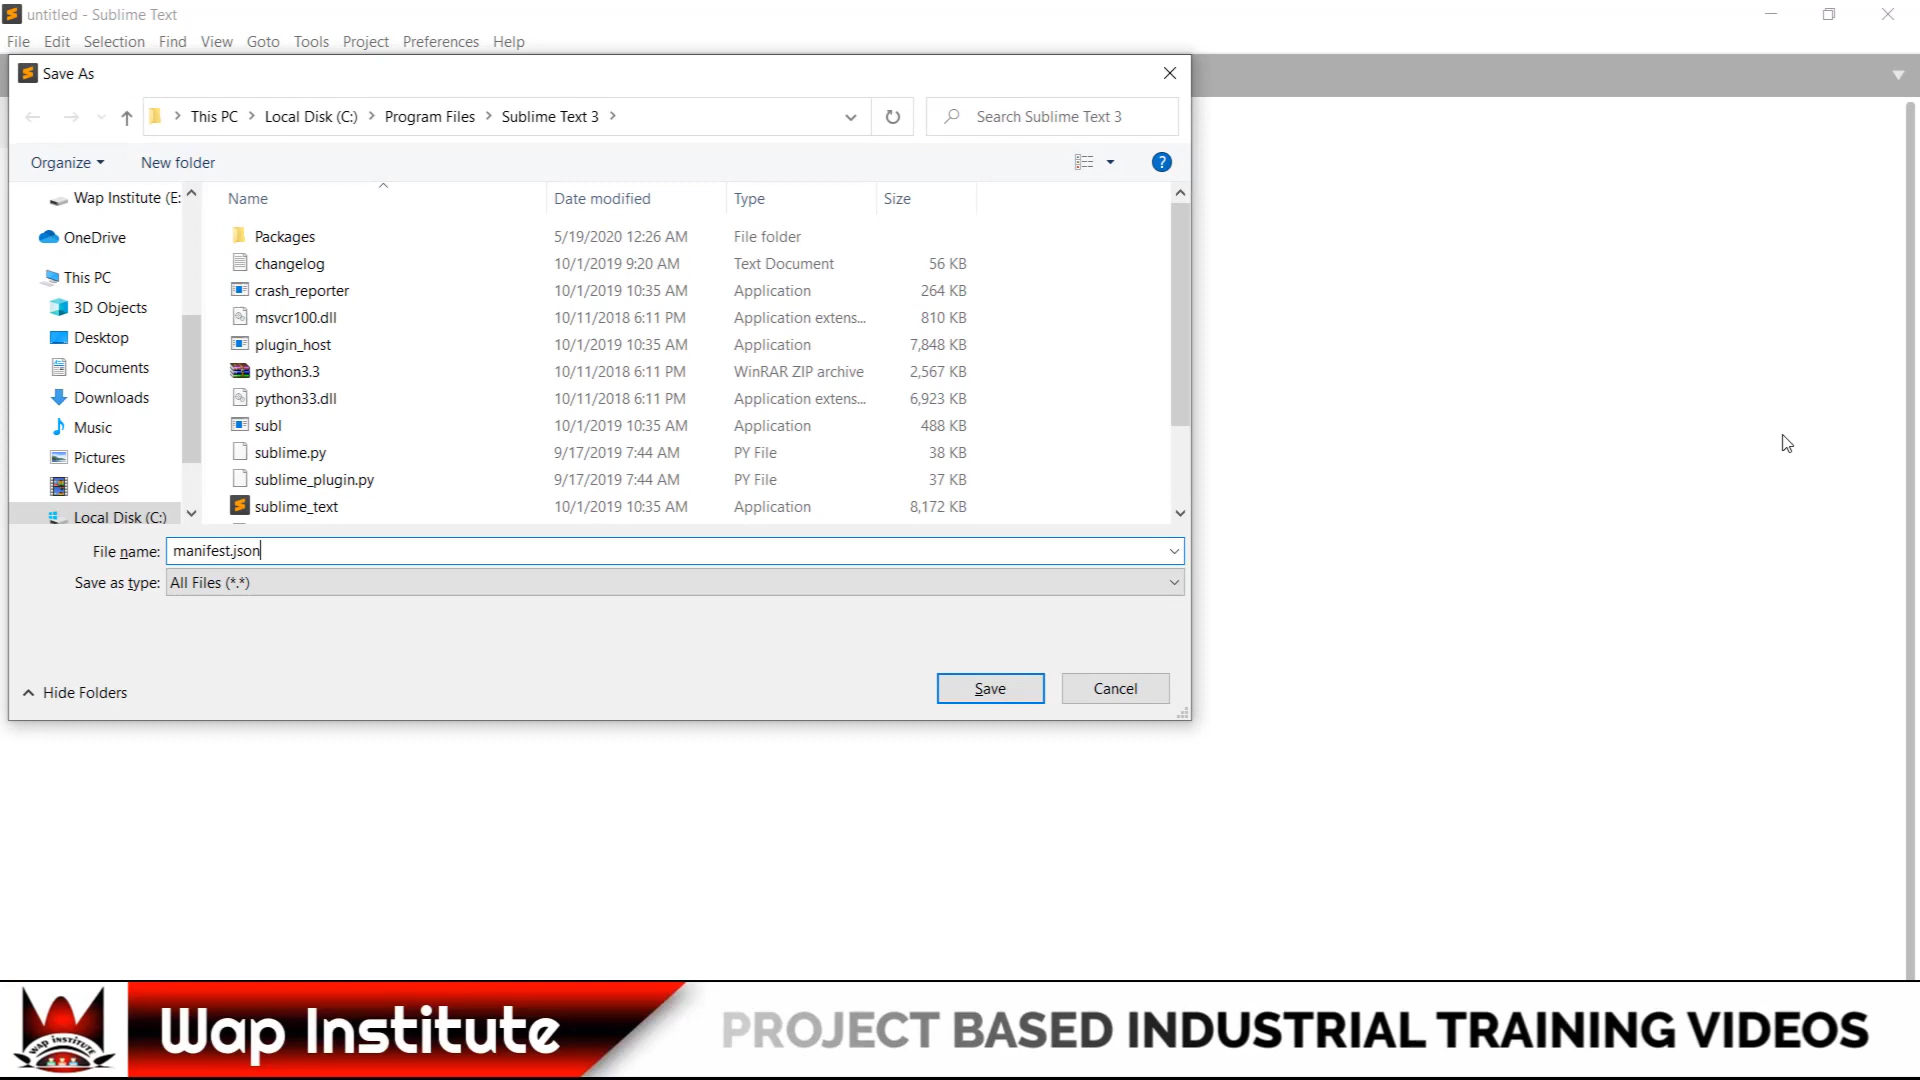 untitled - Sublime Text
File Edit Selection Find View Goto Tools Project Preferences Help
Save As
This PC > Local Disk (C:) > Program Files > Sublime Text 3 >
Search Sublime Text 3
Organize
New folder
Name Date modified Type Size
Wap Institute (E:
OneDrive
This PC
3D Objects
Desktop
Documents
Downloads
Music
Pictures
Videos
Local Disk (C:)
Packages 5/19/2020 12:26 AM File folder
changelog 10/1/2019 9:20 AM Text Document 56 KB
crash_reporter 10/1/2019 10:35 AM Application 264 KB
msvcr100.dll 10/11/2018 6:11 PM Application extens... 810 KB
plugin_host 10/1/2019 10:35 AM Application 7,848 KB
python3.3 10/11/2018 6:11 PM WinRAR ZIP archive 2,567 KB
python33.dll 10/11/2018 6:11 PM Application extens... 6,923 KB
subl 10/1/2019 10:35 AM Application 488 KB
sublime.py 9/17/2019 7:44 AM PY File 38 KB
sublime_plugin.py 9/17/2019 7:44 AM PY File 37 KB
sublime_text 10/1/2019 10:35 AM Application 8,172 KB
File name: manifest.json
Save as type: All Files (*.*)
Hide Folders
Save
Cancel
WAP INSTITUTE
Wap Institute
PROJECT BASED INDUSTRIAL TRAINING VIDEOS